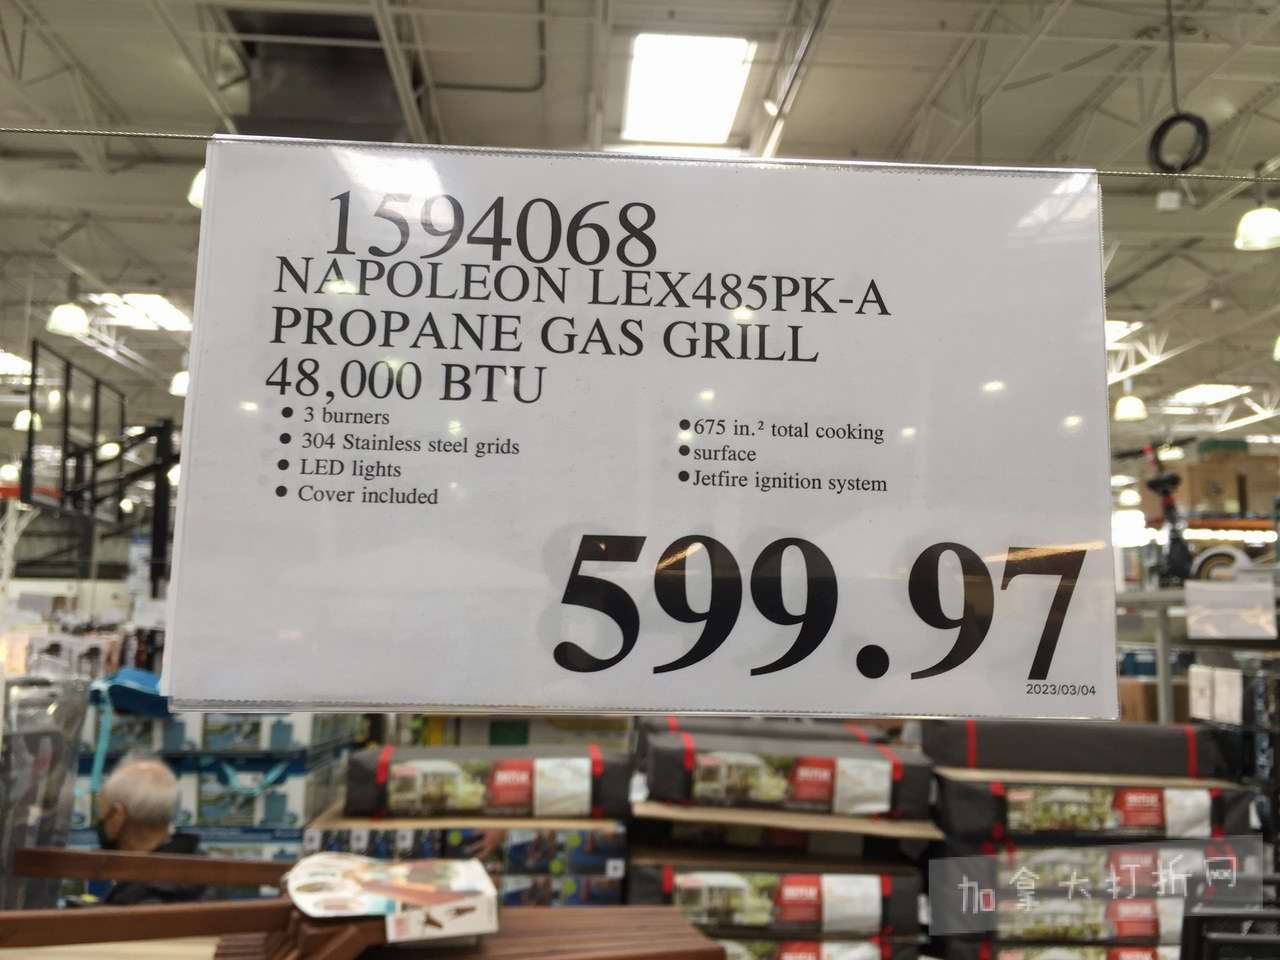 1594068
NAPOLEON LEX485PK-A
PROPANE GAS GRILL
48,000 BTU
• 3 burners
• 304 Stainless steel grids
• LED lights
• Cover included
•675 in.² total cooking
•surface
•Jetfire ignition system
599.97
2023/03/04
加拿大打折网